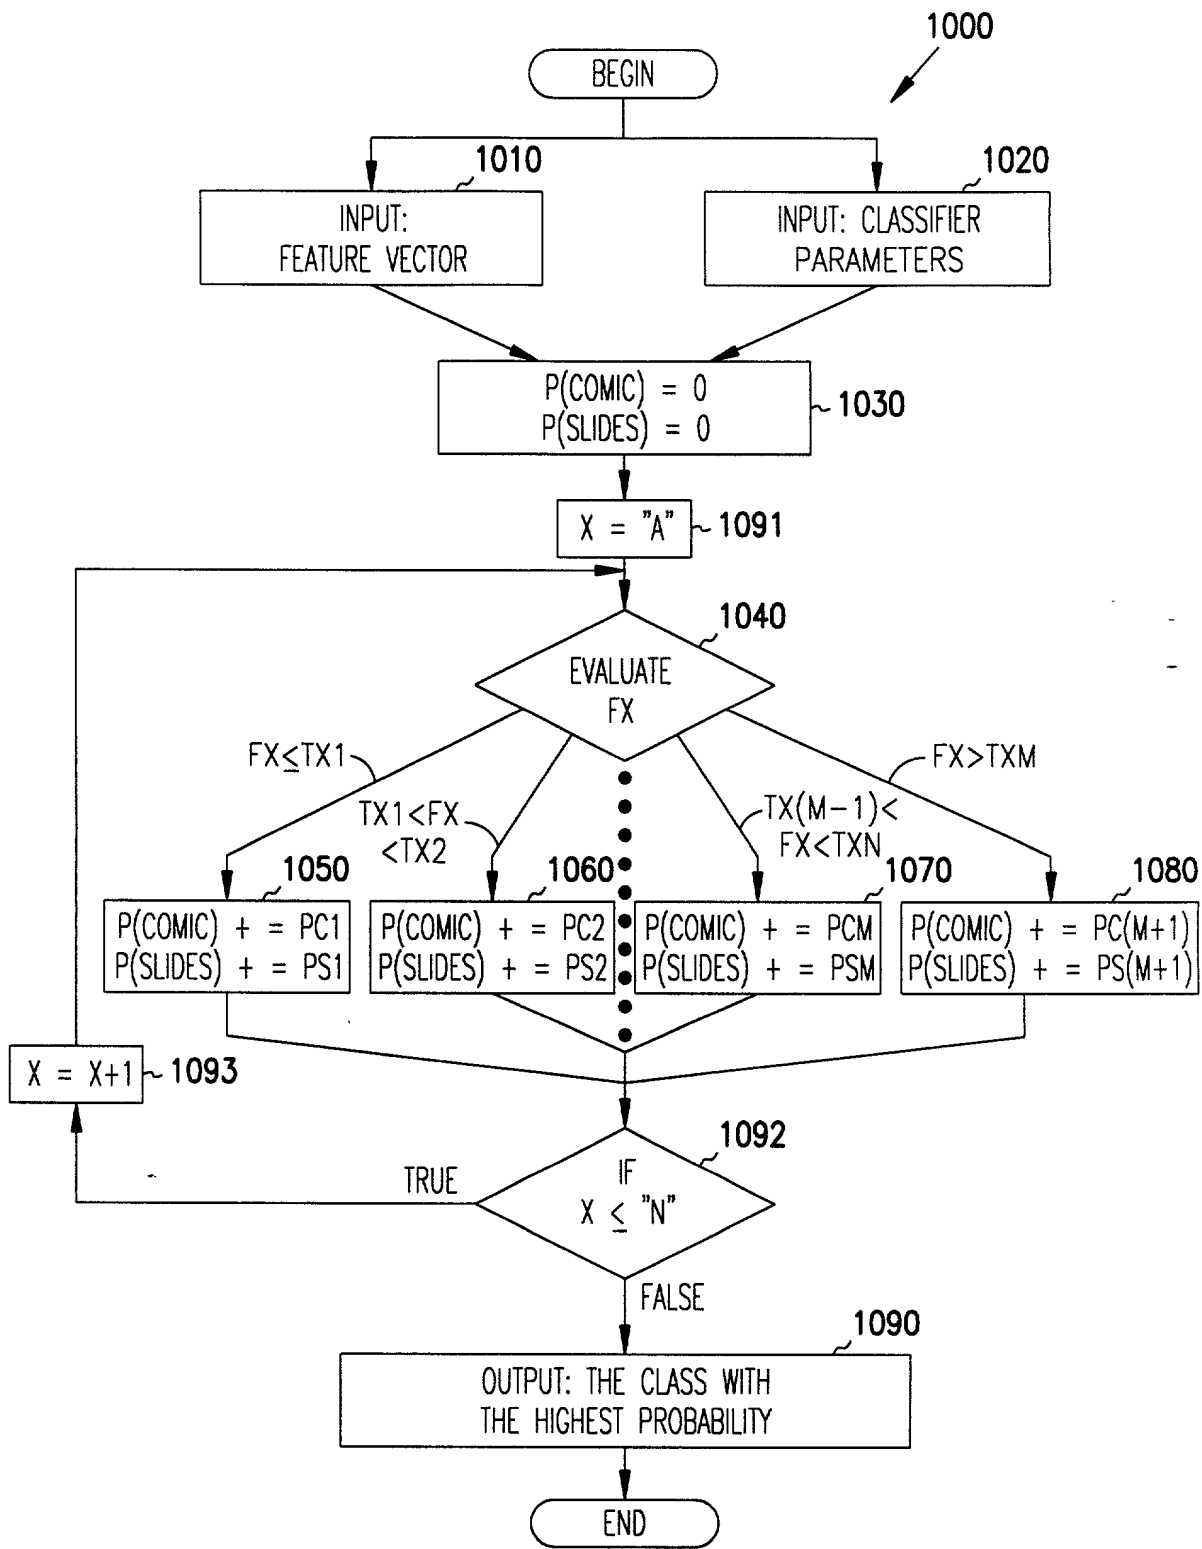 1000
BEGIN
1010
1020
INPUT:
FEATURE VECTOR
INPUT: CLASSIFIER
PARAMETERS
P(COMIC) = 0
P(SLIDES) = 0
1030
X = "A"
1091
1040
EVALUATE
FX
FX≤TX1
TX1<FX
<TX2
TX(M-1)<
FX<TXN
FX>TXM
1050
1060
1070
1080
P(COMIC) + = PC1
P(SLIDES) + = PS1
P(COMIC) + = PC2
P(SLIDES) + = PS2
P(COMIC) + = PCM
P(SLIDES) + = PSM
P(COMIC) + = PC(M+1)
P(SLIDES) + = PS(M+1)
X = X+1
1093
1092
IF
X ≤ "N"
TRUE
FALSE
1090
OUTPUT: THE CLASS WITH
THE HIGHEST PROBABILITY
END